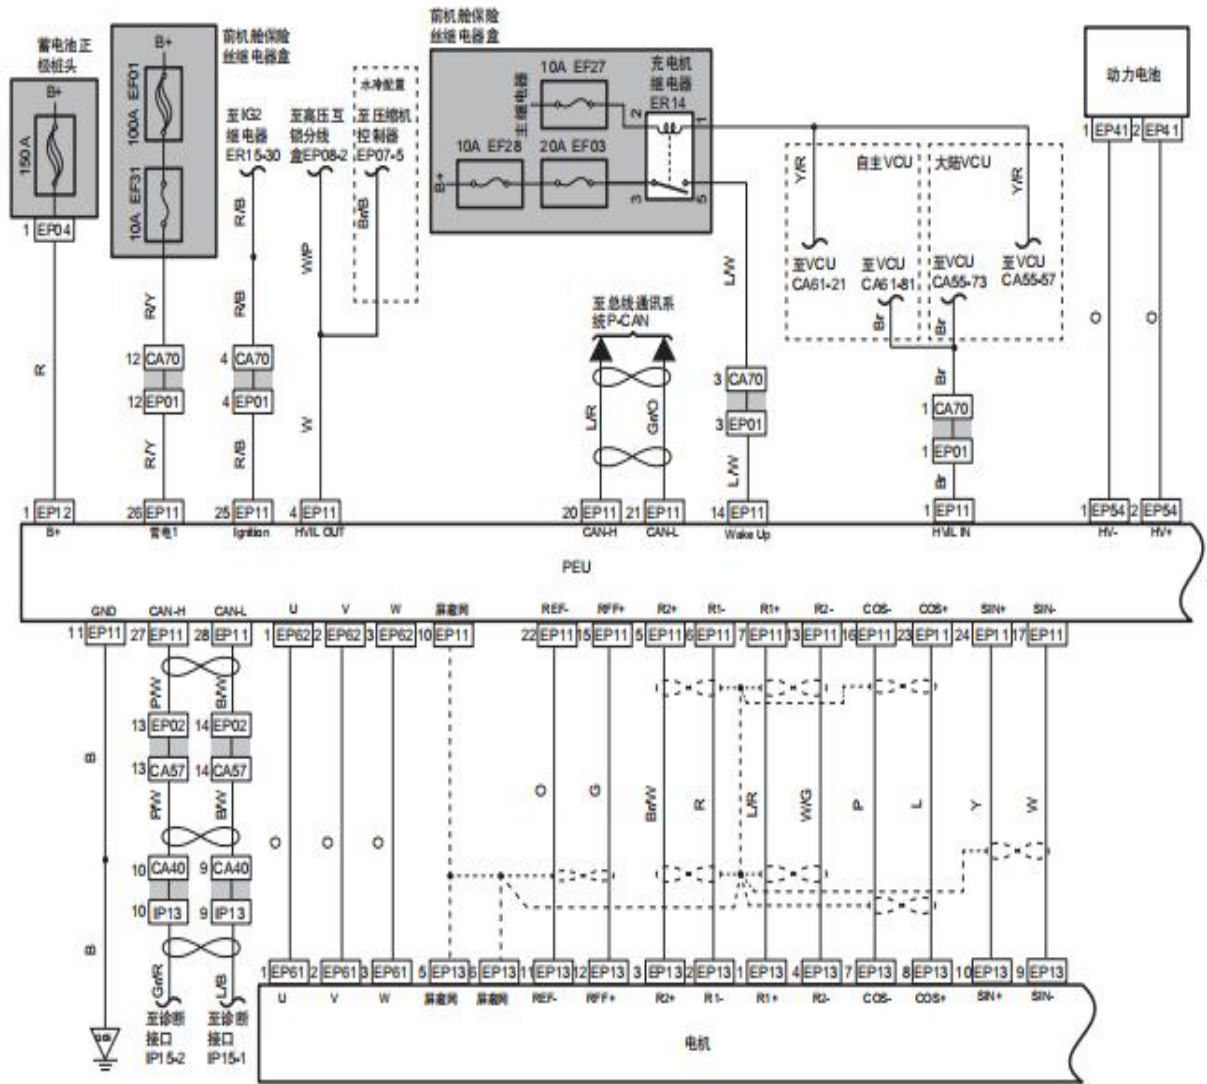 蓄电池正
极桩头
B+
150 A
1 EP04
R
B+
100A EF01
10A EF31
前机舱保险
丝继电器盒
R/Y
12 CA70
12 EP01
R/Y
至IG2
继电器
ER15-30
R/B
R/B
4 CA70
4 EP01
R/B
至高压互
锁分线
盒EP08-2
W/P
W
水冷配置
至压缩机
控制器
EP07-5
Br/B
前机舱保险
丝继电器盒
主继电器
10A EF27
充电机
继电器
ER14
2
1
10A EF28
20A EF03
B+
3
5
至总线通讯系
统P-CAN
L/R
Gr/O
L/W
3 CA70
3 EP01
L/W
Y/R
自主VCU
大陆VCU
Y/R
至VCU
CA61-21
至VCU
CA61-81
至VCU
CA55-73
至VCU
CA55-57
Br
Br
Br
1 CA70
1 EP01
Br
动力电池
1 EP41 2 EP41
O
O
1 EP12
26 EP11
25 EP11
4 EP11
20 EP11
21 EP11
14 EP11
1 EP11
1 EP54
2 EP54
B+
常电1
Ignition
HVIL OUT
CAN-H
CAN-L
Wake Up
HVIL IN
HV-
HV+
PEU
GND
CAN-H
CAN-L
U
V
W
屏蔽网
REF-
RFF+
R2+
R1-
R1+
R2-
COS-
COS+
SIN+
SIN-
11 EP11
27 EP11
28 EP11
1 EP62
2 EP62
3 EP62
10 EP11
22 EP11
15 EP11
5 EP11
6 EP11
7 EP11
13 EP11
16 EP11
23 EP11
24 EP11
17 EP11
P/W
B/W
13 EP02
14 EP02
13 CA57
14 CA57
B
P/W
B/W
O
O
O
O
G
Br/W
R
L/R
W/G
P
L
Y
W
10 CA40
9 CA40
10 IP13
9 IP13
B
Gr/R
L/B
至诊断
接口
IP15-2
至诊断
接口
IP15-1
1 EP61
2 EP61
3 EP61
5 EP13
6 EP13
11 EP13
12 EP13
3 EP13
2 EP13
1 EP13
4 EP13
7 EP13
8 EP13
10 EP13
9 EP13
U
V
W
屏蔽网
屏蔽网
REF-
RFF+
R2+
R1-
R1+
R2-
COS-
COS+
SIN+
SIN-
电机